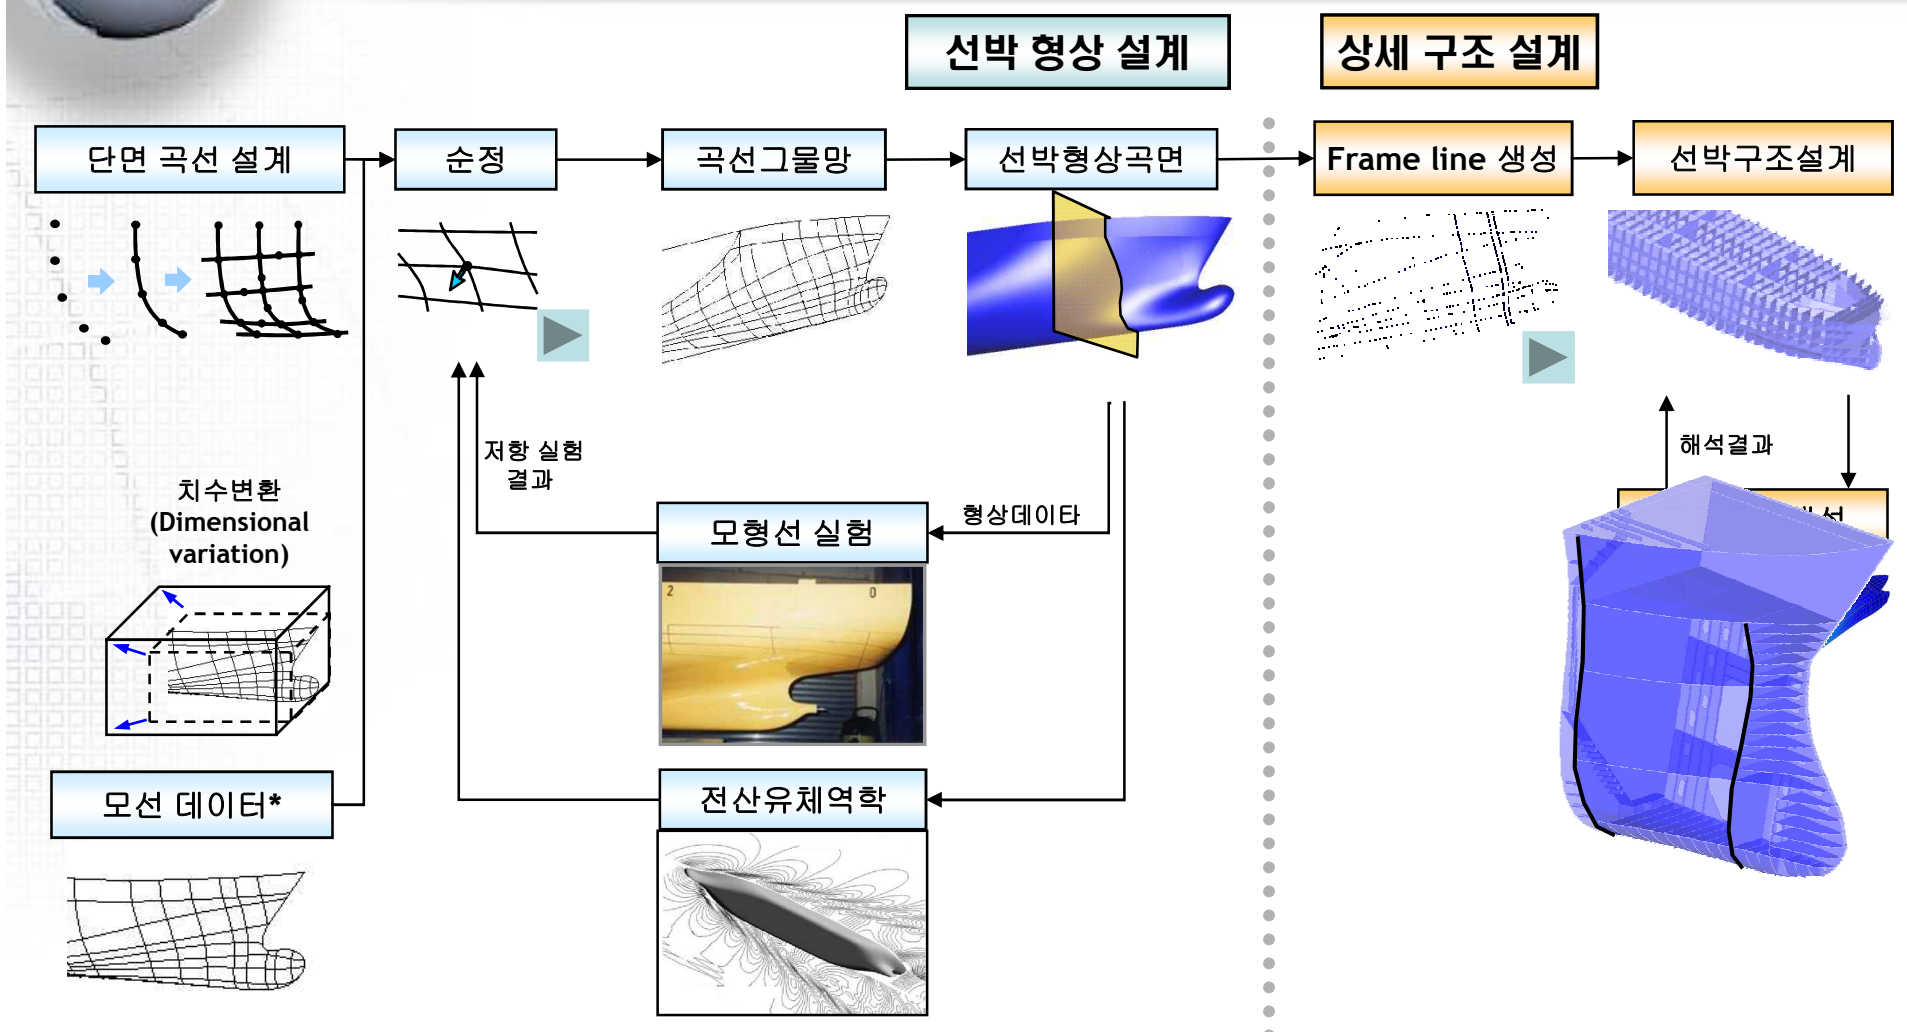 선박 형상 설계
상세 구조 설계
단면 곡선 설계
순정
곡선그물망
선박형상곡면
Frame line 생성
선박구조설계
저항 실험
결과
해석결과
치수변환
(Dimensional
variation)
모형선 실험
형상데이타
2
0
모선 데이터*
전산유체역학